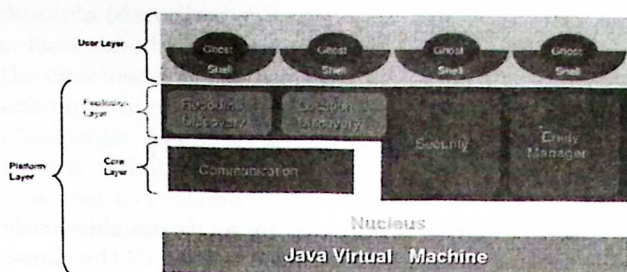 User Layer
Ghost Ghost Ghost Ghost
Shell Shell Shell Shell
Layer
Resource Discovery
Location Discovery
Security
Entity Manager
Platform Layer
Core Layer
Communication
Nucleus
Java Virtual Machine